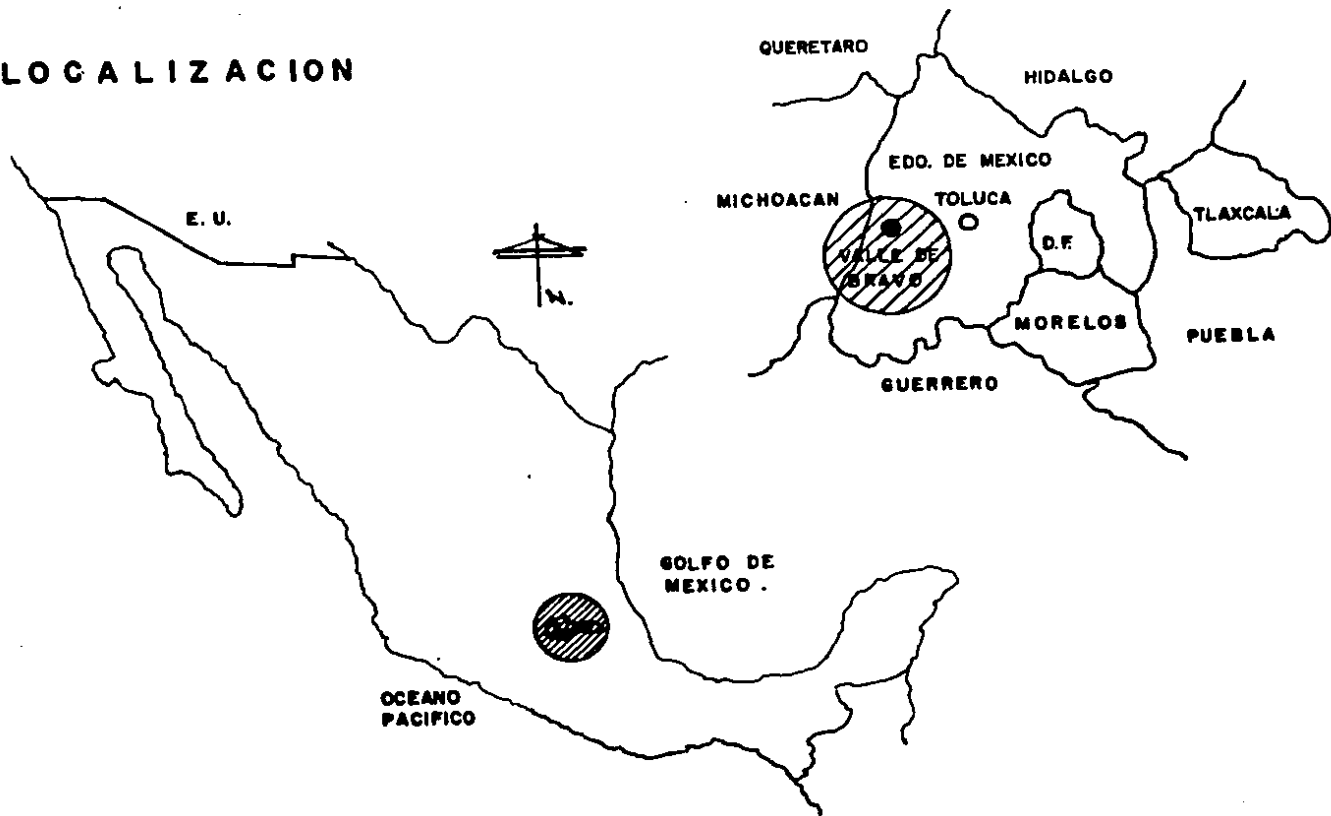 LOCALIZACION
QUERETARO
HIDALGO
EDO. DE MEXICO
MICHOACAN
TOLUCA
TLAXCALA
D.F.
VALLE DE
BRAVO
MORELOS
PUEBLA
GUERRERO
E. U.
N.
GOLFO DE
MEXICO .
OCEANO
PACIFICO